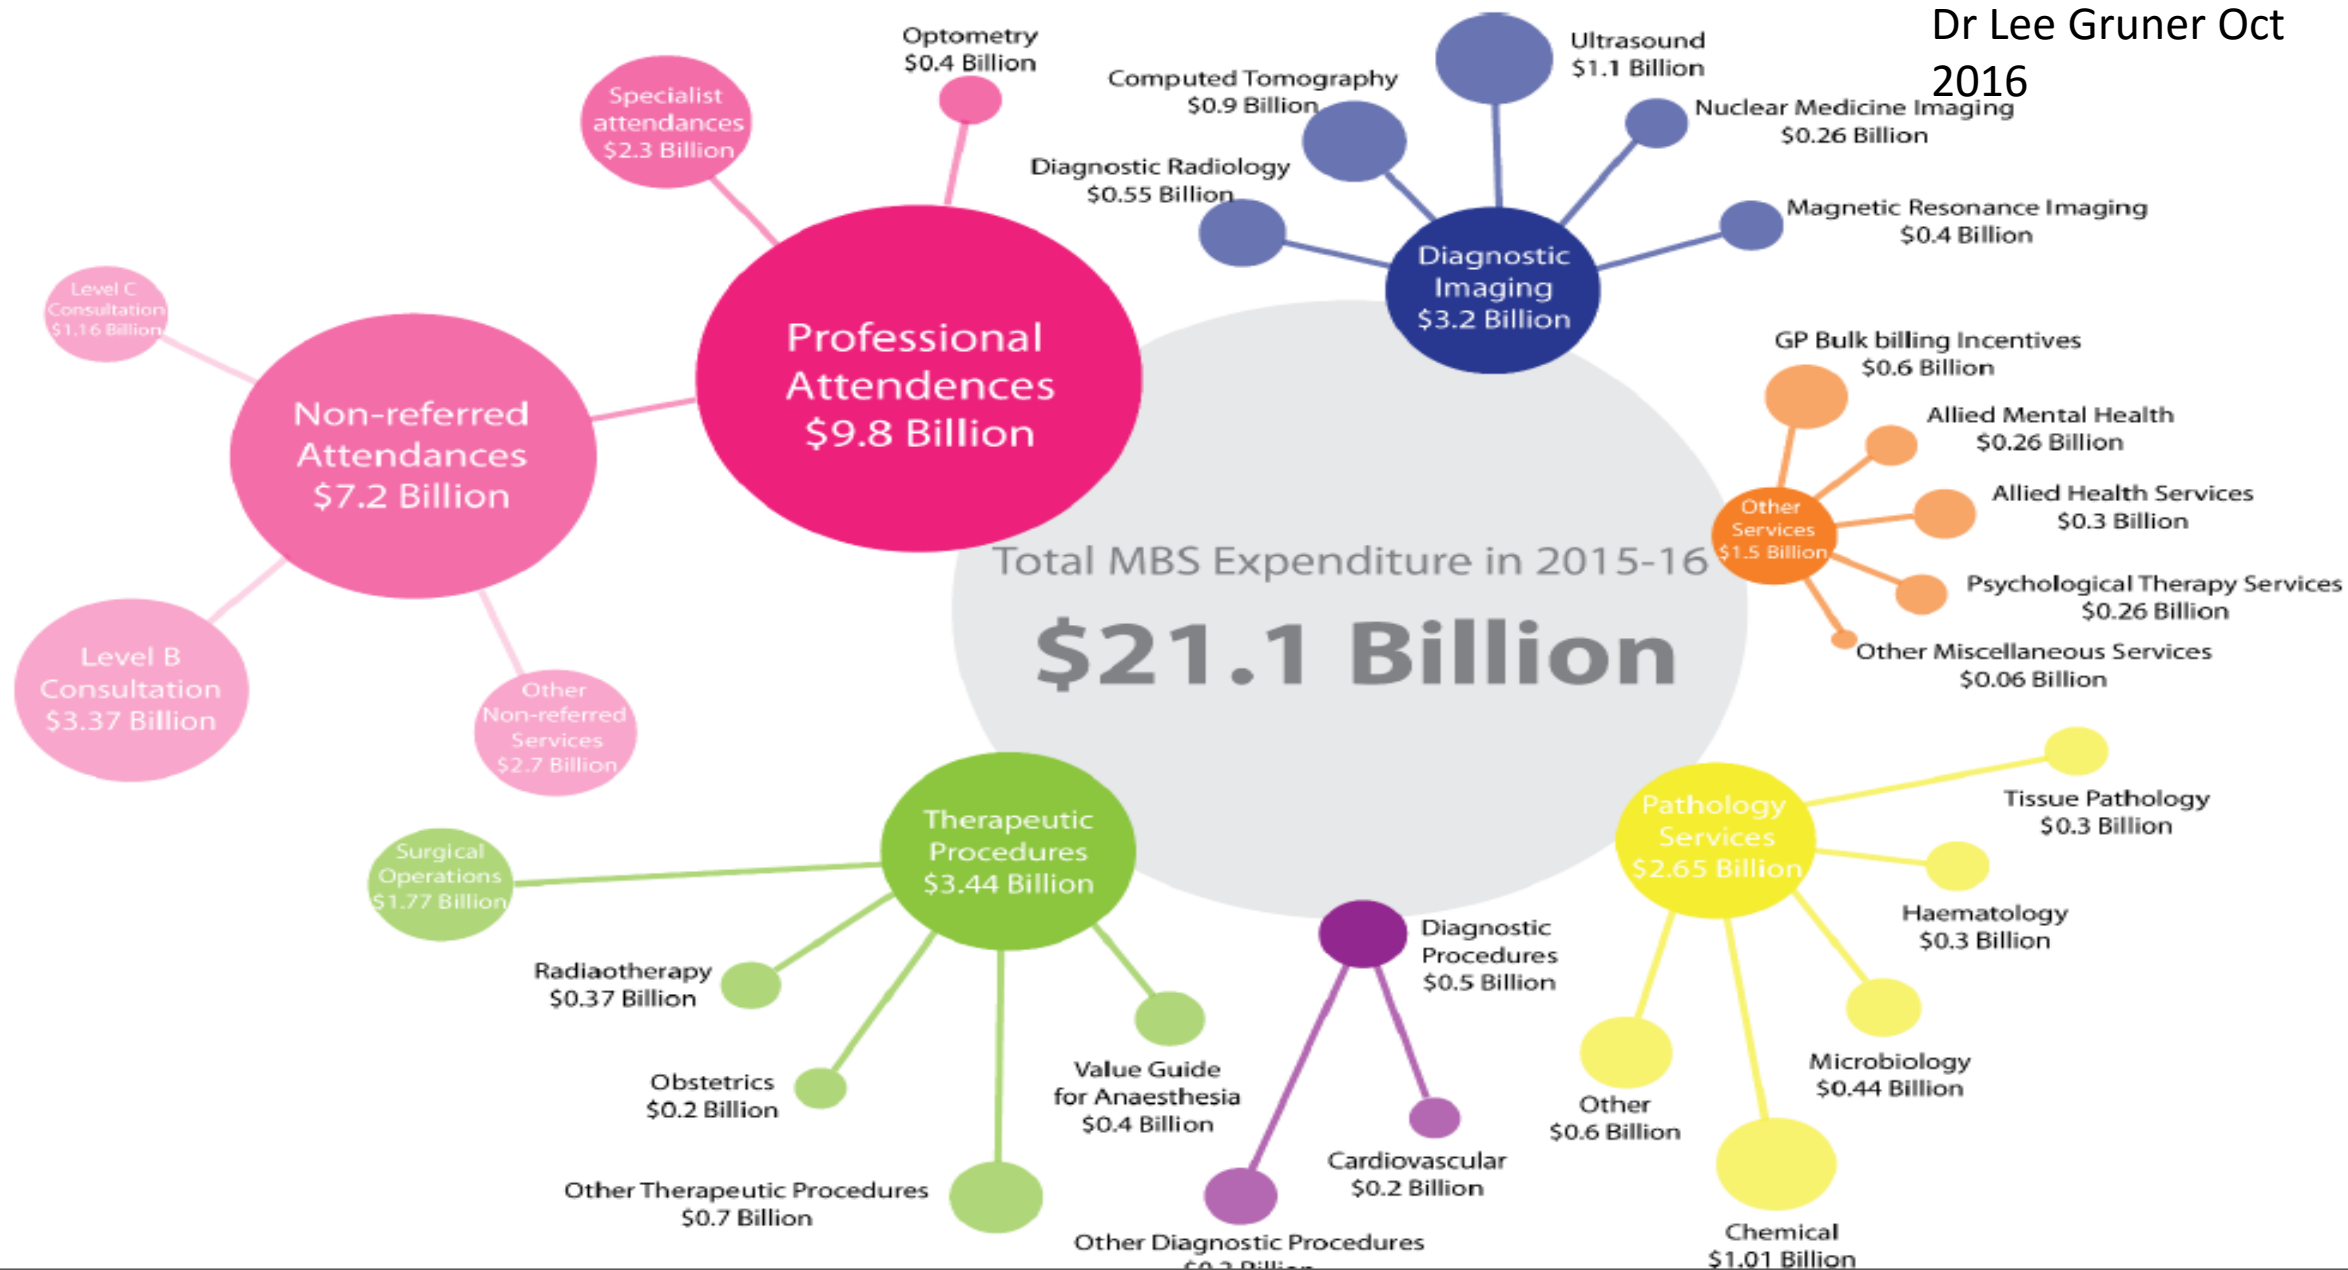 Dr Lee Gruner Oct
2016
Optometry
$0.4 Billion
Specialist
attendances
$2.3 Billion
Computed Tomography
$0.9 Billion
Ultrasound
$1.1 Billion
Nuclear Medicine Imaging
$0.26 Billion
Diagnostic Radiology
$0.55 Billion
Magnetic Resonance Imaging
$0.4 Billion
Diagnostic
Imaging
$3.2 Billion
Level C
Consultation
$1.16 Billion
Professional
Attendences
$9.8 Billion
Non-referred
Attendances
$7.2 Billion
GP Bulk billing Incentives
$0.6 Billion
Allied Mental Health
$0.26 Billion
Allied Health Services
$0.3 Billion
Other
Services
$1.5 Billion
Psychological Therapy Services
$0.26 Billion
Other Miscellaneous Services
$0.06 Billion
Total MBS Expenditure in 2015-16
$21.1 Billion
Level B
Consultation
$3.37 Billion
Other
Non-referred
Services
$2.7 Billion
Therapeutic
Procedures
$3.44 Billion
Surgical
Operations
$1.77 Billion
Radiaotherapy
$0.37 Billion
Obstetrics
$0.2 Billion
Other Therapeutic Procedures
$0.7 Billion
Value Guide
for Anaesthesia
$0.4 Billion
Diagnostic
Procedures
$0.5 Billion
Cardiovascular
$0.2 Billion
Other Diagnostic Procedures
Billion
Pathology
Services
$2.65 Billion
Tissue Pathology
$0.3 Billion
Haematology
$0.3 Billion
Microbiology
$0.44 Billion
Other
$0.6 Billion
Chemical
$1.01 Billion